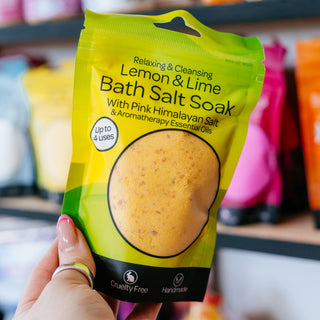 Relaxing & Cleansing
Lemon & Lime
Bath Salt Soak
With Pink Himalayan Salt
& Aromatherapy Essential Oils
Up to
4 uses
Cruelty Free
Handmade